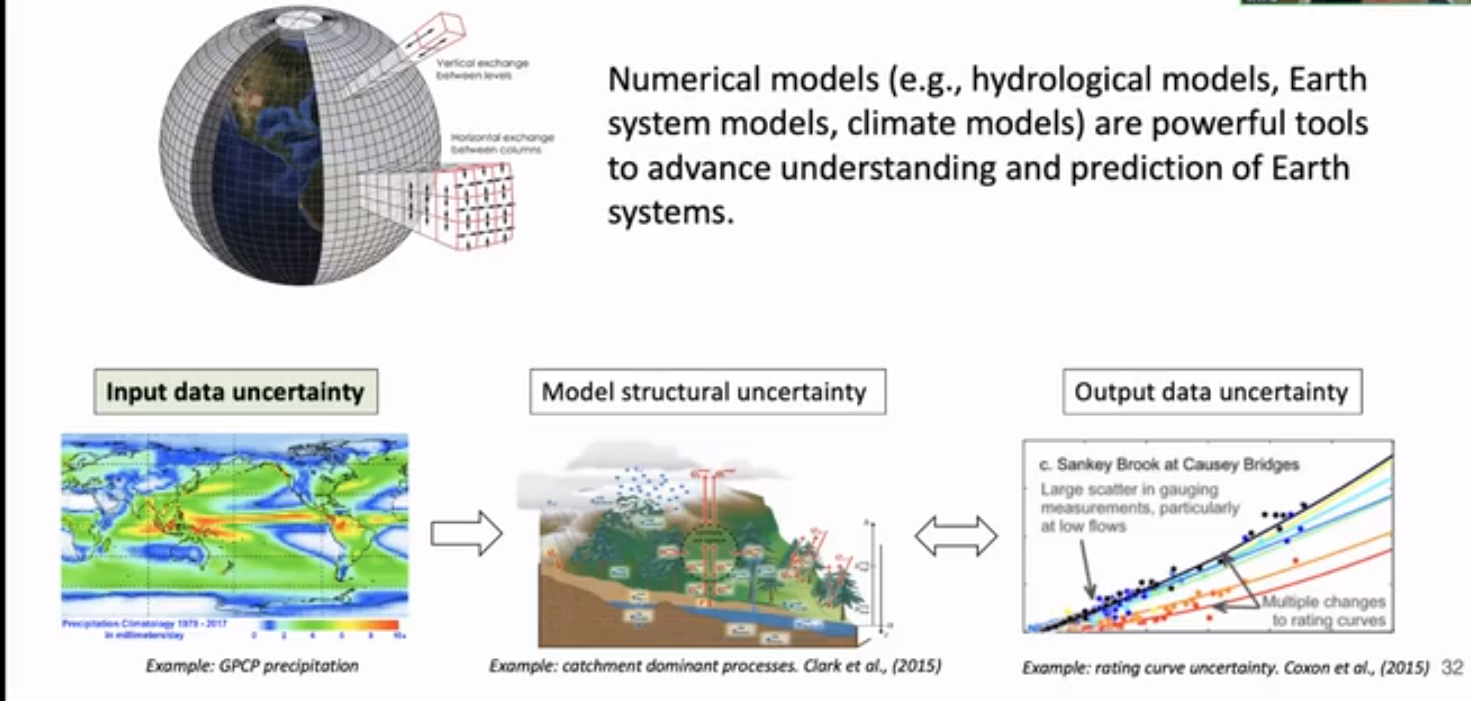 Vertical exchange
between levels
Horizontal exchange
between columns
Numerical models (e.g., hydrological models, Earth
system models, climate models) are powerful tools
to advance understanding and prediction of Earth
systems.
Input data uncertainty
Model structural uncertainty
Output data uncertainty
Precipitation Climatology 1979 - 2017
in millimeters/day
0 2 4 6 8 10+
c. Sankey Brook at Causey Bridges
Large scatter in gauging
measurements, particularly
at low flows
Multiple changes
to rating curves
Example: GPCP precipitation
Example: catchment dominant processes. Clark et al., (2015)
Example: rating curve uncertainty. Coxon et al., (2015)
32